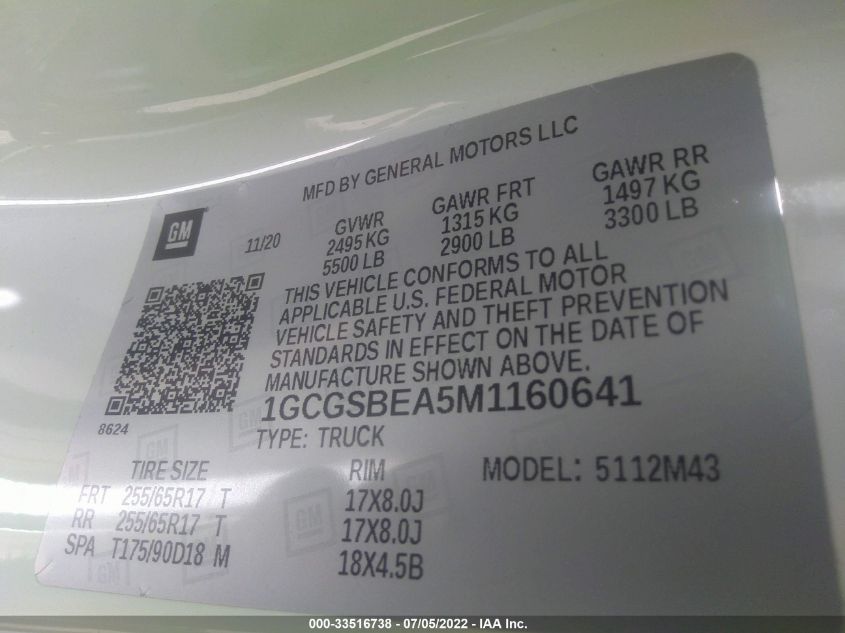 MFD BY GENERAL MOTORS LLC
GM
11/20
GVWR
2495 KG
5500 LB
GAWR FRT
1315 KG
2900 LB
GAWR RR
1497 KG
3300 LB
THIS VEHICLE CONFORMS TO ALL
APPLICABLE U.S. FEDERAL MOTOR
VEHICLE SAFETY AND THEFT PREVENTION
STANDARDS IN EFFECT ON THE DATE OF
MANUFACTURE SHOWN ABOVE.
8624
1GCGSBEA5M1160641
TYPE: TRUCK
TIRE SIZE RIM MODEL: 5112M43
FRT 255/65R17 T 17X8.0J
RR 255/65R17 T 17X8.0J
SPA T175/90D18 M 18X4.5B
000-33516738 - 07/05/2022 - IAA Inc.